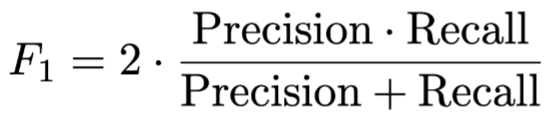 F₁ = 2 · (Precision · Recall) / (Precision + Recall)